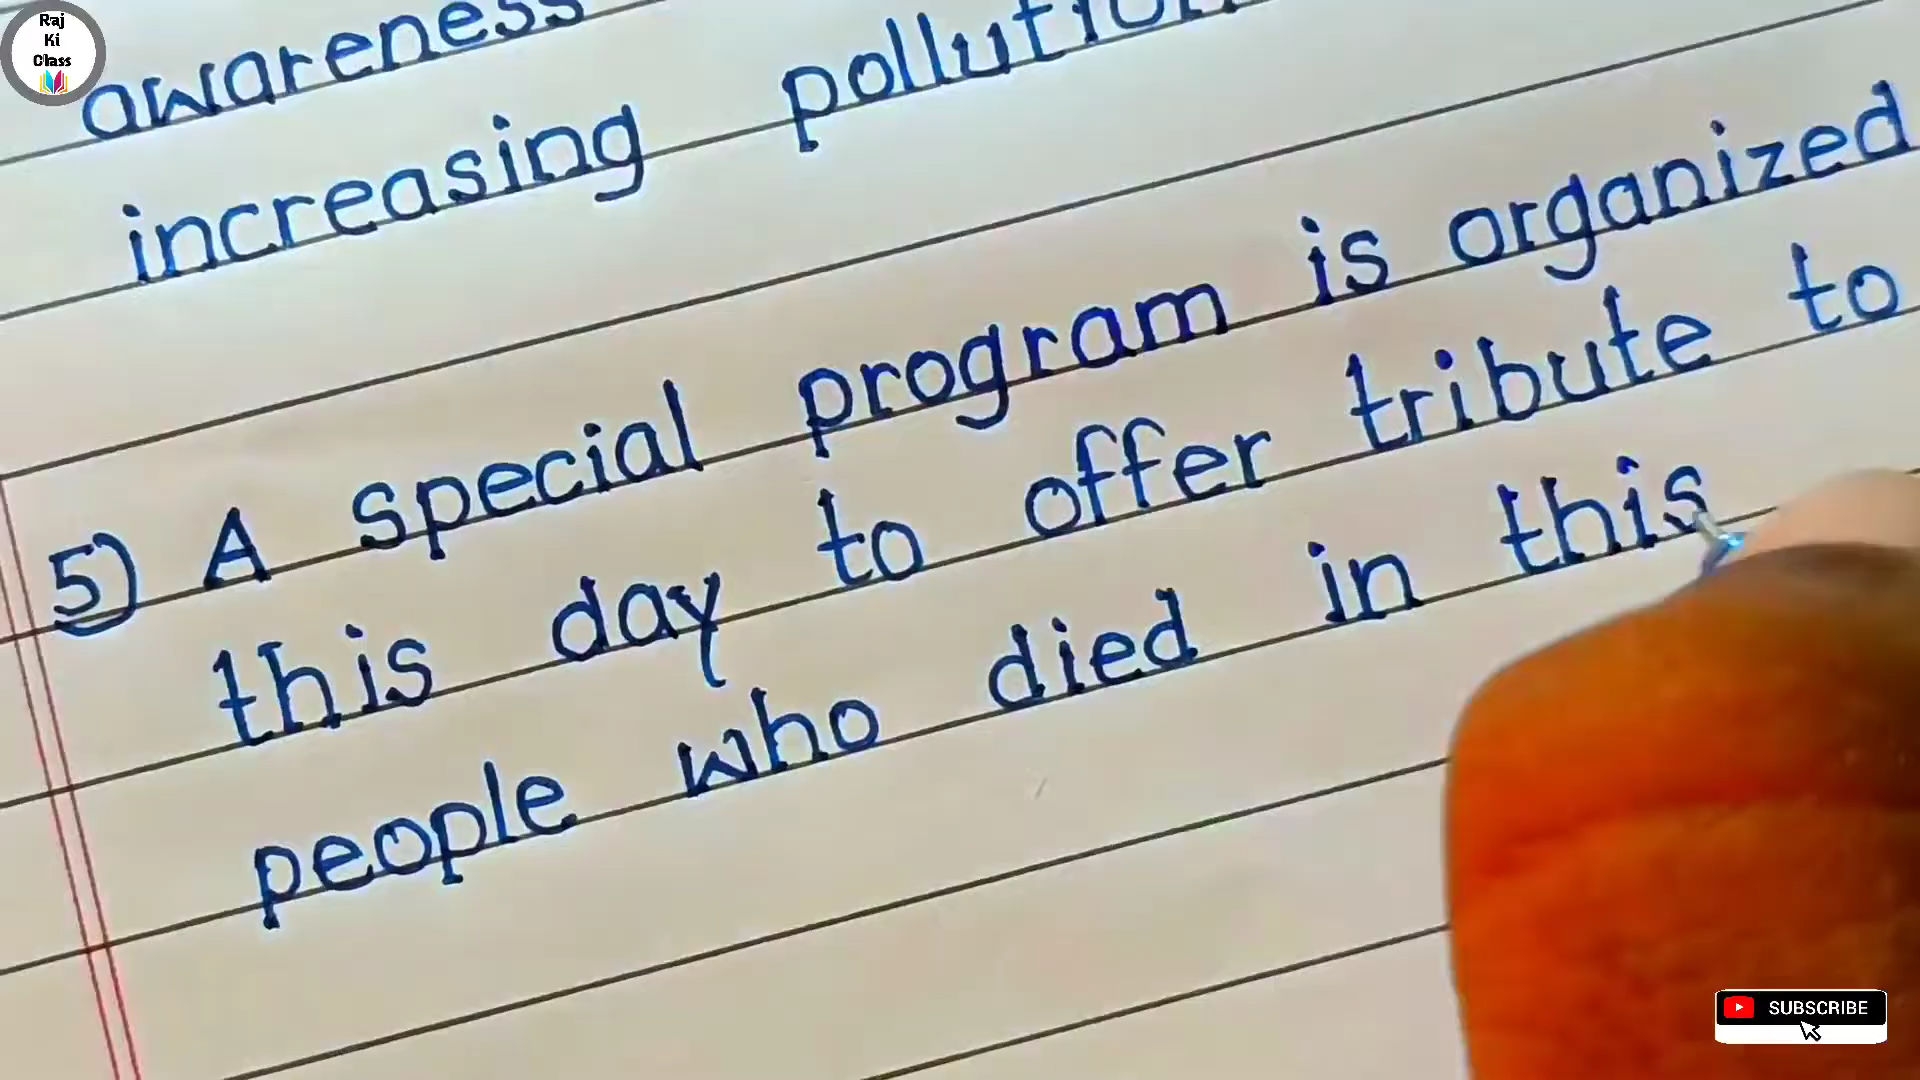 Raj
Ki
Class
awareness
increasing pollution
5) A special program is organized
this day to offer tribute to
people who died in this
SUBSCRIBE